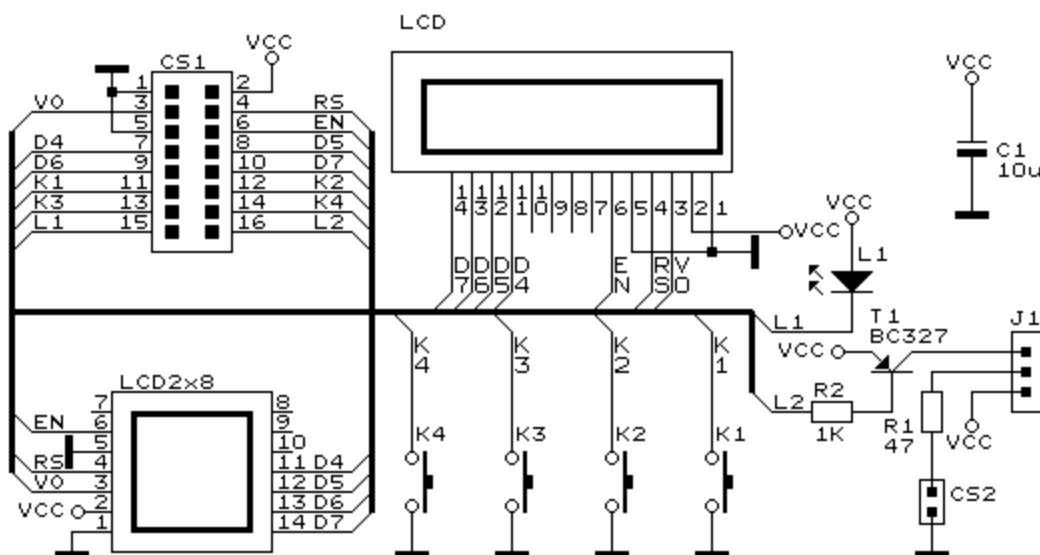 LCD
VCC
CS1
VCC
1 2
V0 3 4 RS
5 6 EN
D4 7 8 D5
D6 9 10 D7
K1 11 12 K2
K3 13 14 K4
L1 15 16 L2
14 13 12 11 10 9 8 7 6 5 4 3 2 1
D7 D6 D5 D4 EN RS V0
VCC
C1
10u
VCC
L1
L1
T1
BC327
J1
VCC
K4 K3 K2 K1
L2
R2
1K
R1
47
VCC
CS2
LCD2x8
7 8
EN 6 9
5 10
RS 4 11 D4
V0 3 12 D5
VCC 2 13 D6
1 14 D7
K4 K3 K2 K1